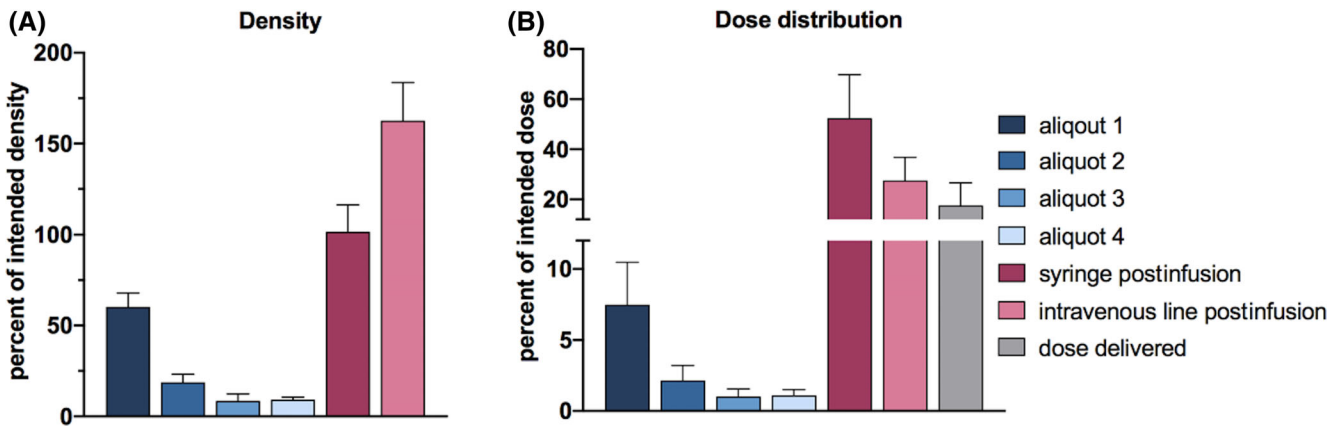 (A)
Density
percent of intended density
200
150
100
50
0
(B)
Dose distribution
percent of intended dose
80
60
40
20
10
5
0
aliqout 1
aliquot 2
aliquot 3
aliquot 4
syringe postinfusion
intravenous line postinfusion
dose delivered